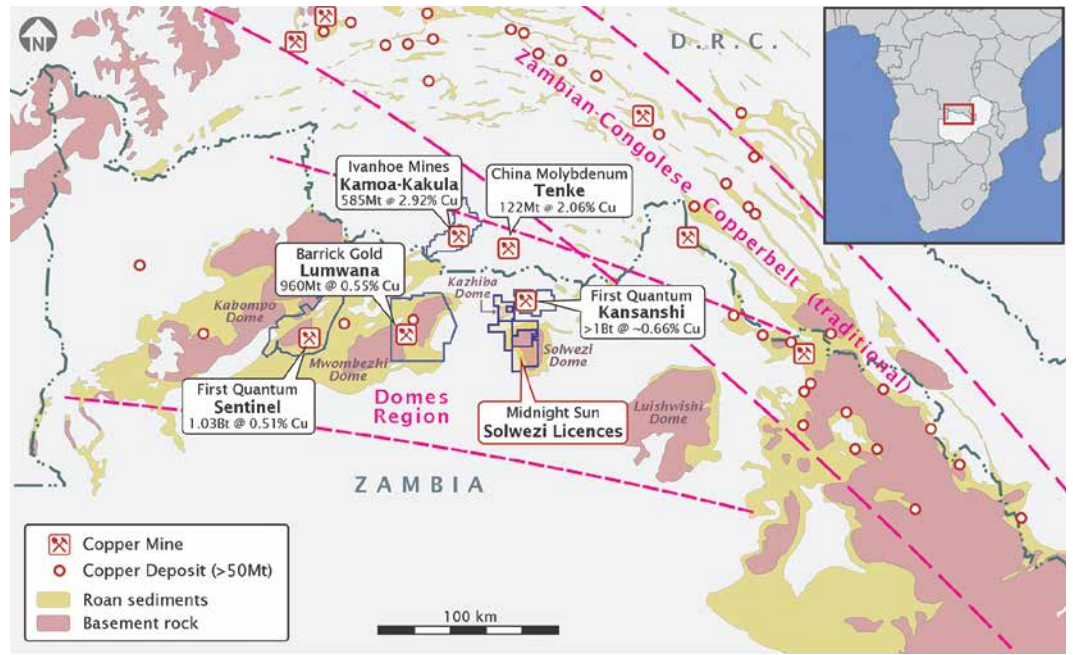 N
D.R.C.
Zambian-Congolese Copperbelt (traditional)
Ivanhoe Mines
Kamoa-Kakula
585Mt @ 2.92% Cu
China Molybdenum
Tenke
122Mt @ 2.06% Cu
Barrick Gold
Lumwana
960Mt @ 0.55% Cu
Kazhiba
Dome
First Quantum
Kansanshi
>1Bt @ ~0.66% Cu
Kabompo
Dome
Mwombezhi
Dome
Solwezi
Dome
First Quantum
Sentinel
1.03Bt @ 0.51% Cu
Domes
Region
Midnight Sun
Solwezi Licences
Luishwishi
Dome
ZAMBIA
Copper Mine
Copper Deposit (>50Mt)
Roan sediments
Basement rock
100 km